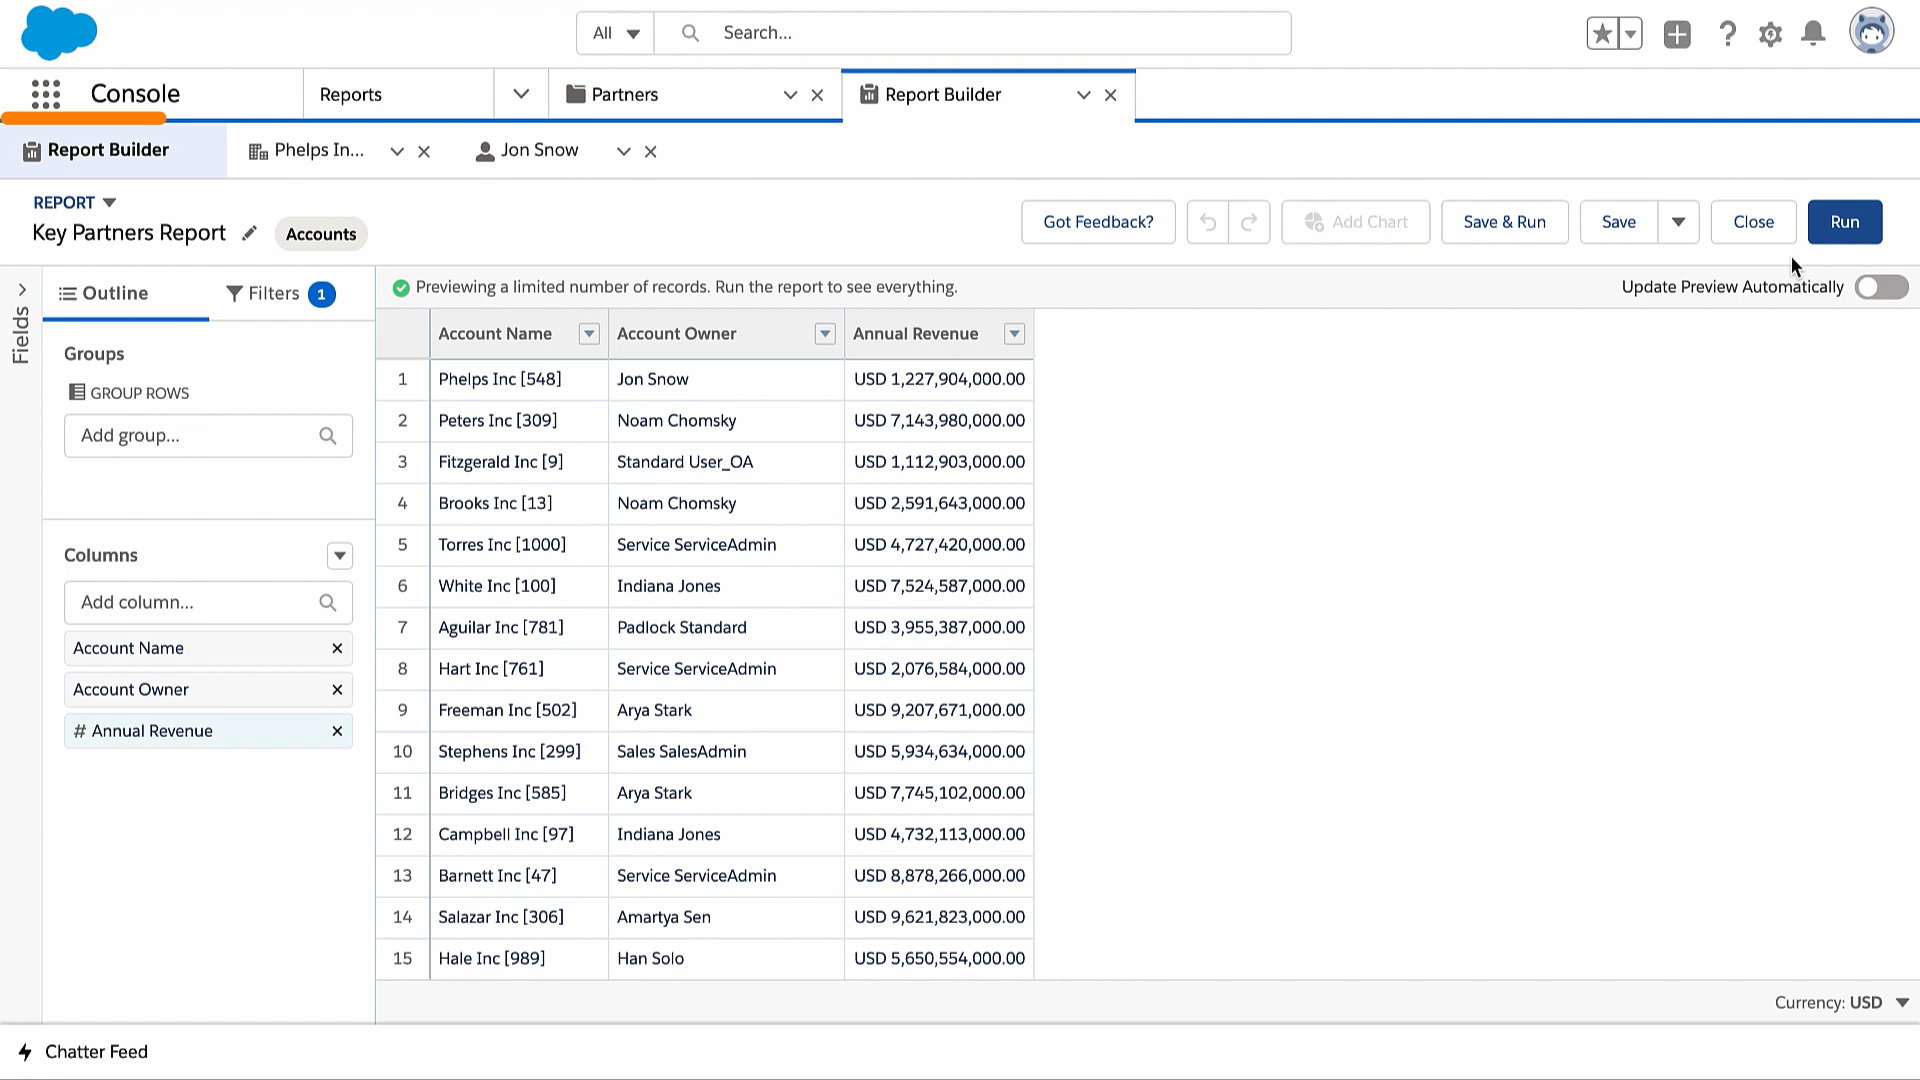 All
Search...
Console
Reports
Partners
Report Builder
Report Builder
Phelps In...
Jon Snow
REPORT
Key Partners Report
Accounts
Got Feedback?
Add Chart
Save & Run
Save
Close
Run
Fields
Outline
Filters 1
Previewing a limited number of records. Run the report to see everything.
Update Preview Automatically
Groups
GROUP ROWS
Add group...
Columns
Add column...
Account Name
Account Owner
# Annual Revenue
Account Name Account Owner Annual Revenue
1 Phelps Inc [548] Jon Snow USD 1,227,904,000.00
2 Peters Inc [309] Noam Chomsky USD 7,143,980,000.00
3 Fitzgerald Inc [9] Standard User_OA USD 1,112,903,000.00
4 Brooks Inc [13] Noam Chomsky USD 2,591,643,000.00
5 Torres Inc [1000] Service ServiceAdmin USD 4,727,420,000.00
6 White Inc [100] Indiana Jones USD 7,524,587,000.00
7 Aguilar Inc [781] Padlock Standard USD 3,955,387,000.00
8 Hart Inc [761] Service ServiceAdmin USD 2,076,584,000.00
9 Freeman Inc [502] Arya Stark USD 9,207,671,000.00
10 Stephens Inc [299] Sales SalesAdmin USD 5,934,634,000.00
11 Bridges Inc [585] Arya Stark USD 7,745,102,000.00
12 Campbell Inc [97] Indiana Jones USD 4,732,113,000.00
13 Barnett Inc [47] Service ServiceAdmin USD 8,878,266,000.00
14 Salazar Inc [306] Amartya Sen USD 9,621,823,000.00
15 Hale Inc [989] Han Solo USD 5,650,554,000.00
Currency: USD
Chatter Feed